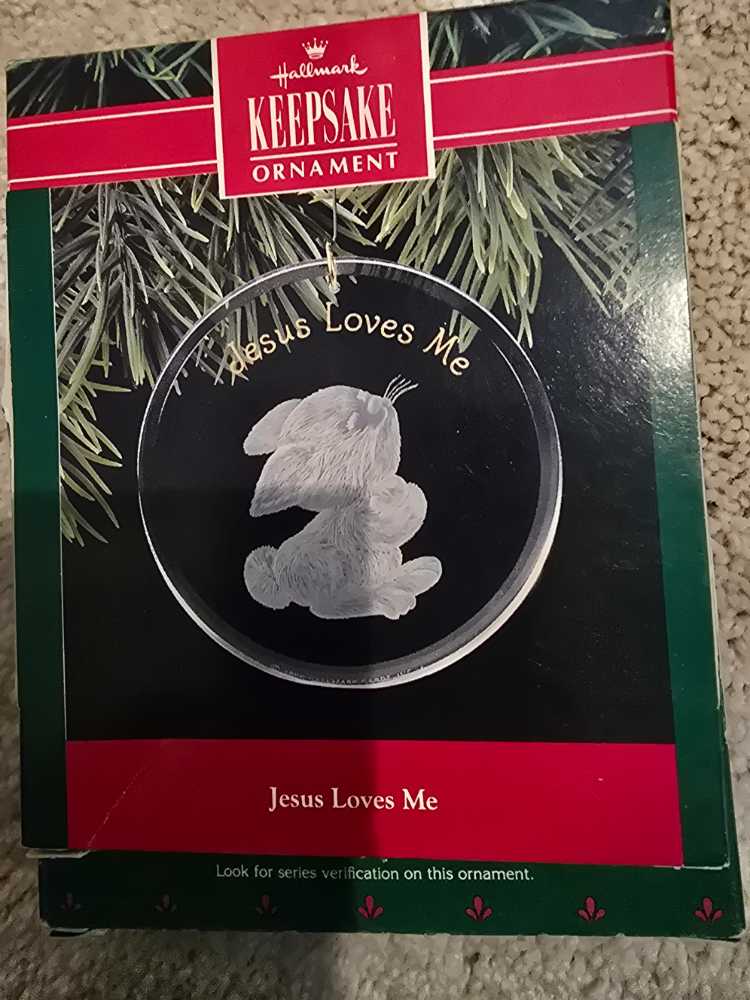 Hallmark
KEEPSAKE
ORNAMENT
Jesus Loves Me
Jesus Loves Me
Look for series verification on this ornament.